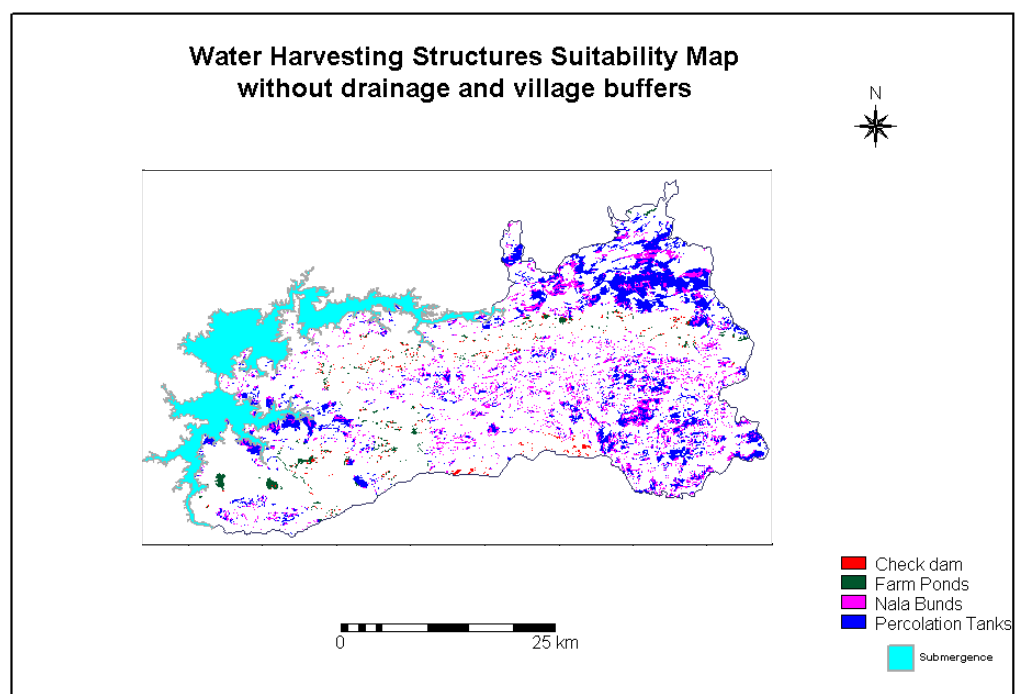 Water Harvesting Structures Suitability Map
without drainage and village buffers
N
Check dam
Farm Ponds
Nala Bunds
Percolation Tanks
Submergence
0 25 km